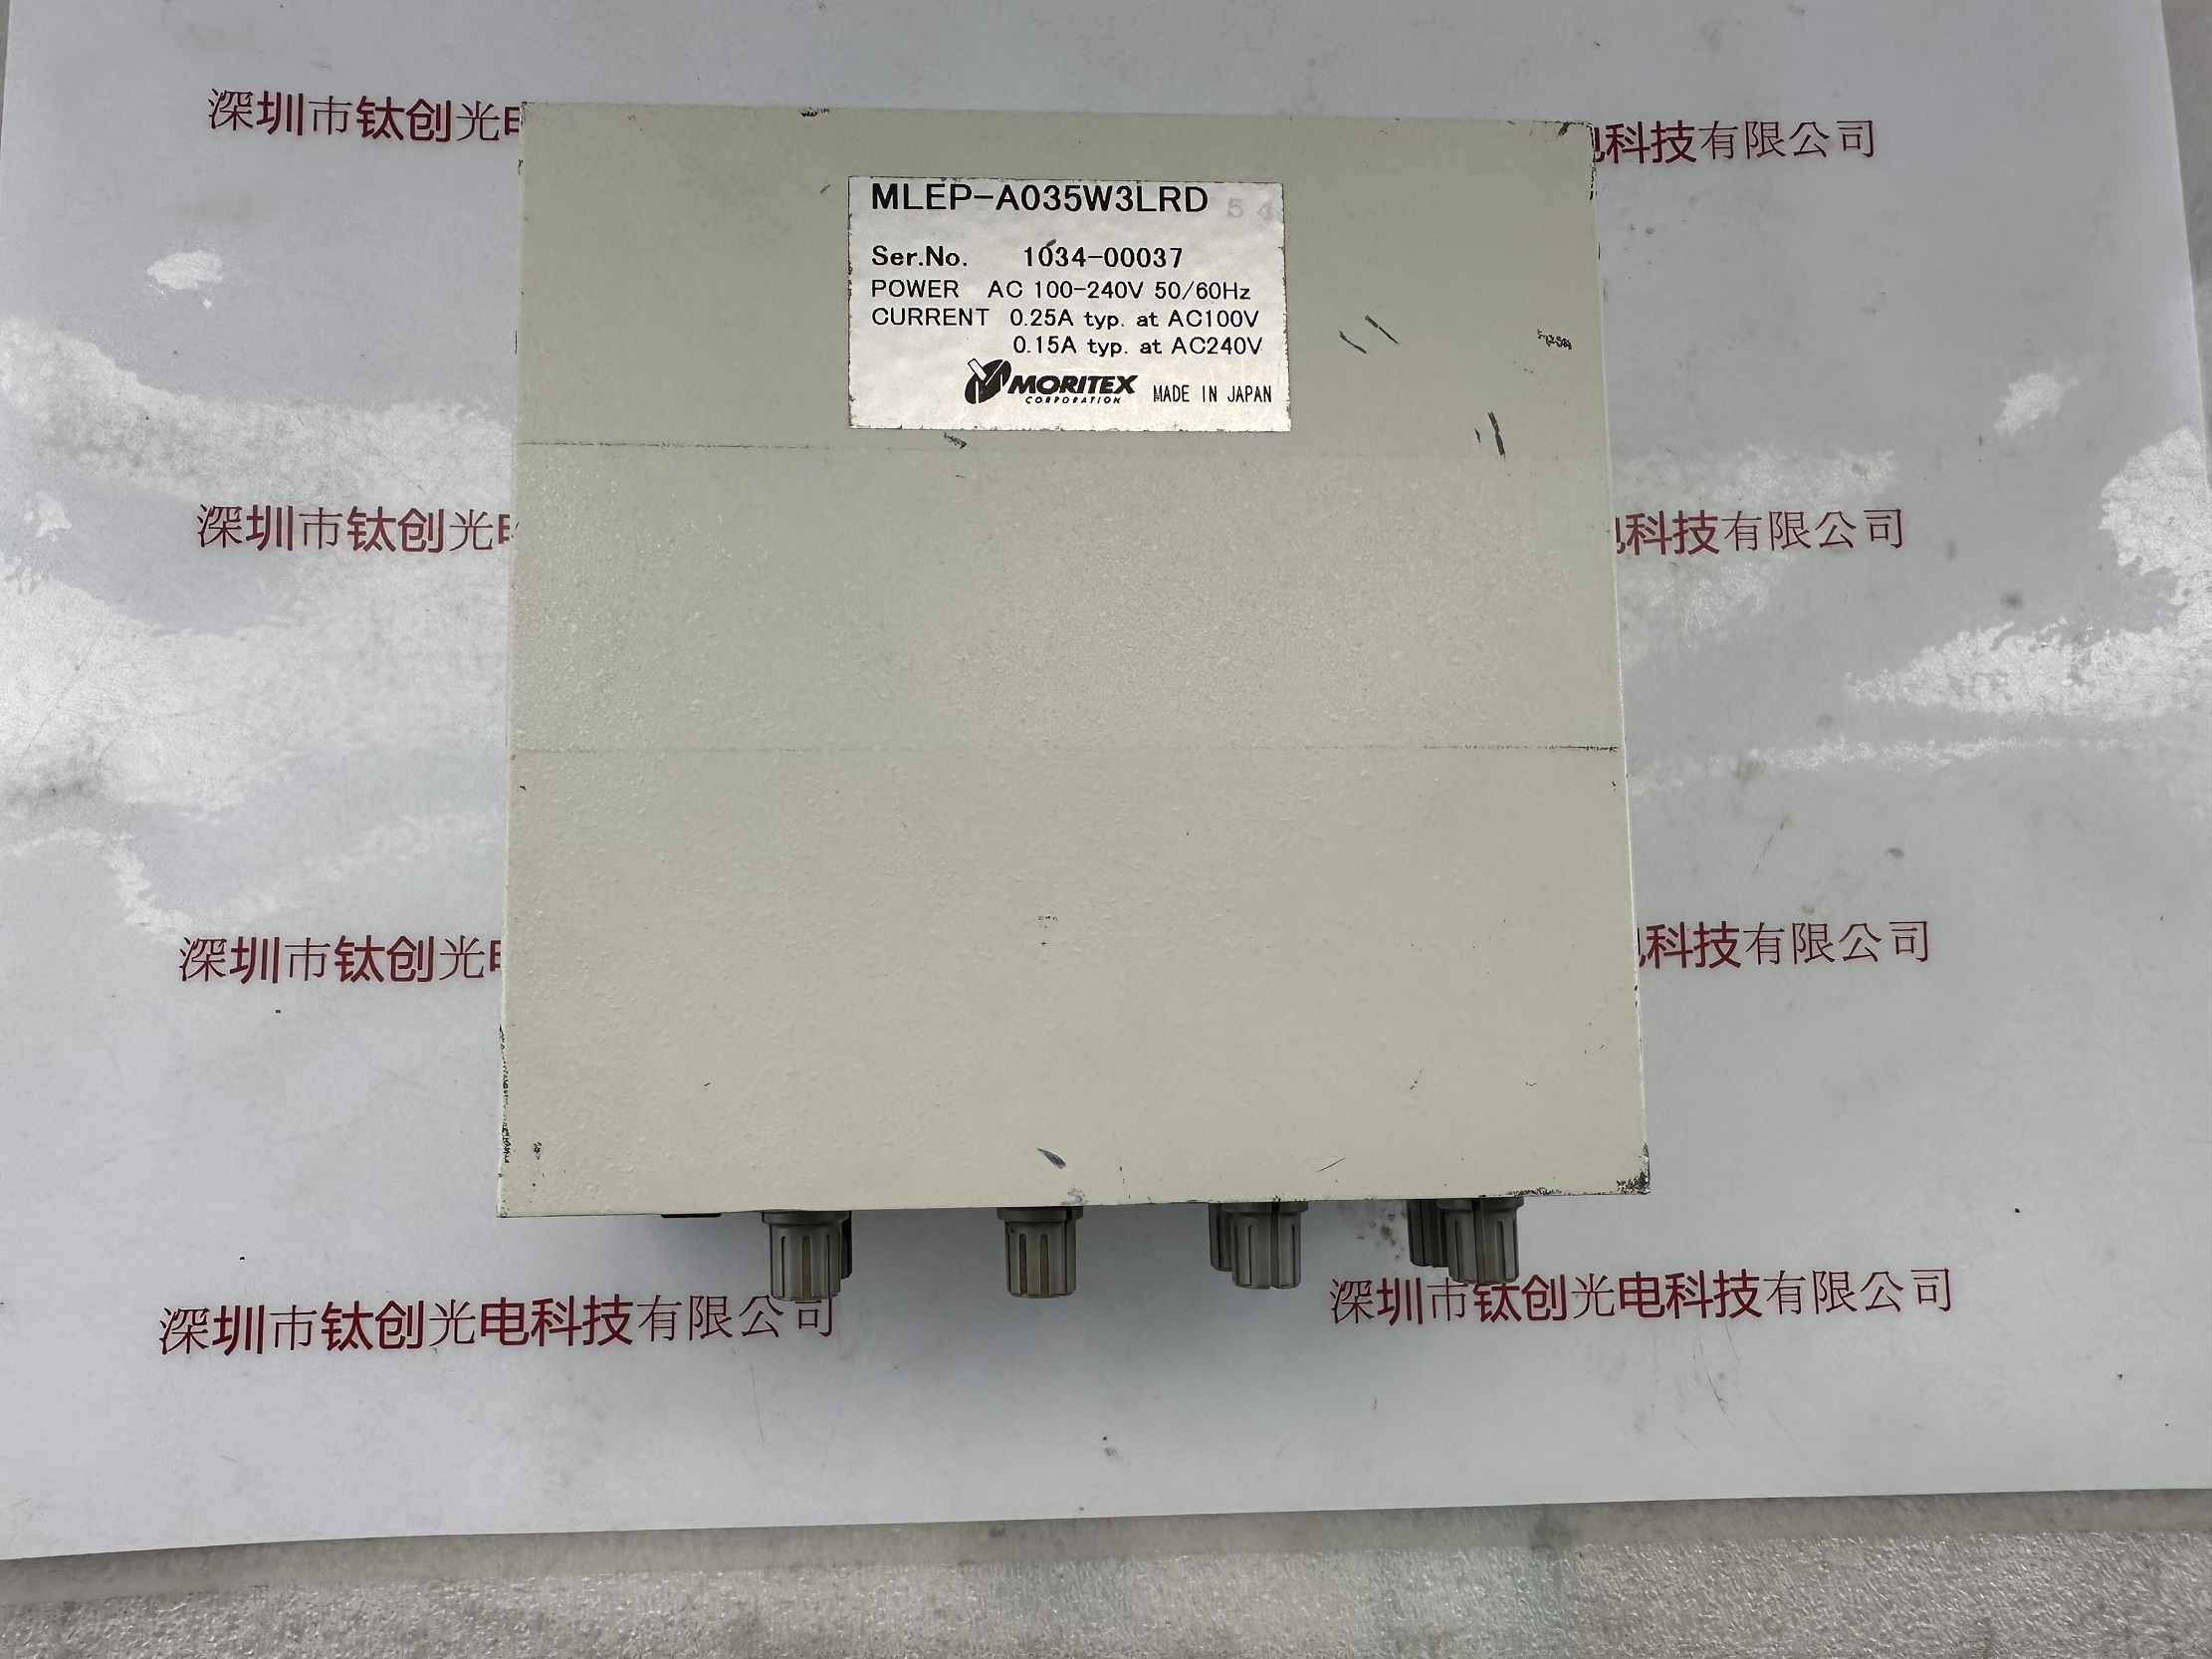 深圳市钛创光电
电科技有限公司
MLEP-A035W3LRD 54
Ser.No. 1034-00037
POWER AC 100-240V 50/60Hz
CURRENT 0.25A typ. at AC100V
0.15A typ. at AC240V
MORITEX
CORPORATION
MADE IN JAPAN
深圳市钛创光电
电科技有限公司
深圳市钛创光电
电科技有限公司
深圳市钛创光电科技有限公司
深圳市钛创光电科技有限公司